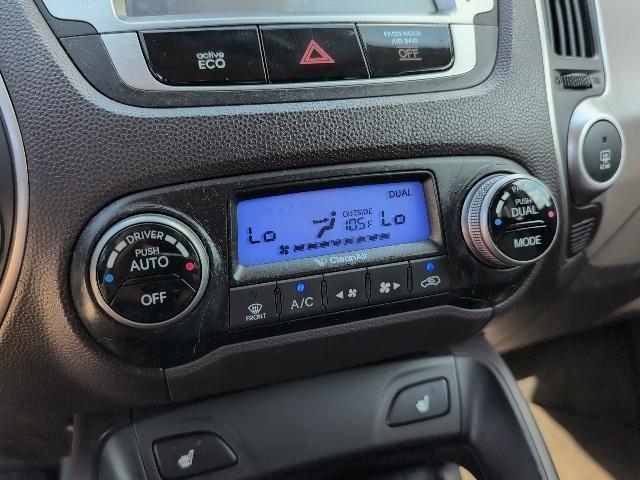 active
ECO
PASSENGER
AIR BAG
OFF
REAR
DRIVER
PUSH
AUTO
OFF
DUAL
OUTSIDE
Lo
105°F
Lo
CleanAir
FRONT
A/C
PUSH
DUAL
MODE